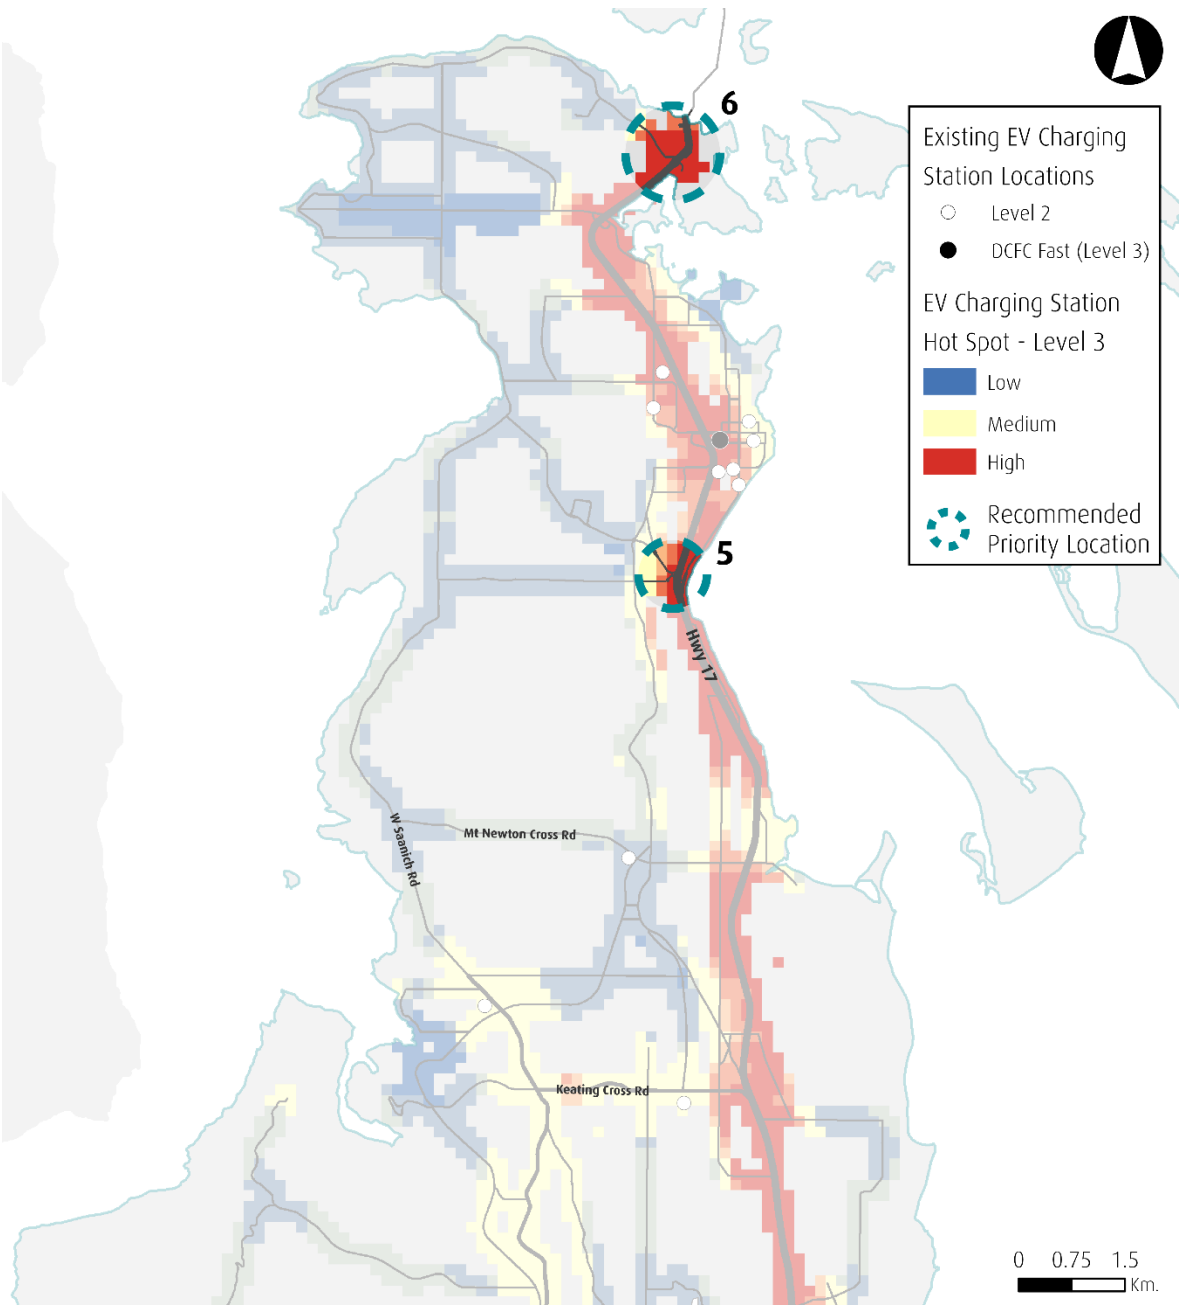 6
Existing EV Charging
Station Locations
Level 2
DCFC Fast (Level 3)
EV Charging Station
Hot Spot - Level 3
Low
Medium
High
Recommended
Priority Location
5
Hwy 17
W Saanich Rd
Mt Newton Cross Rd
Keating Cross Rd
0 0.75 1.5
Km.